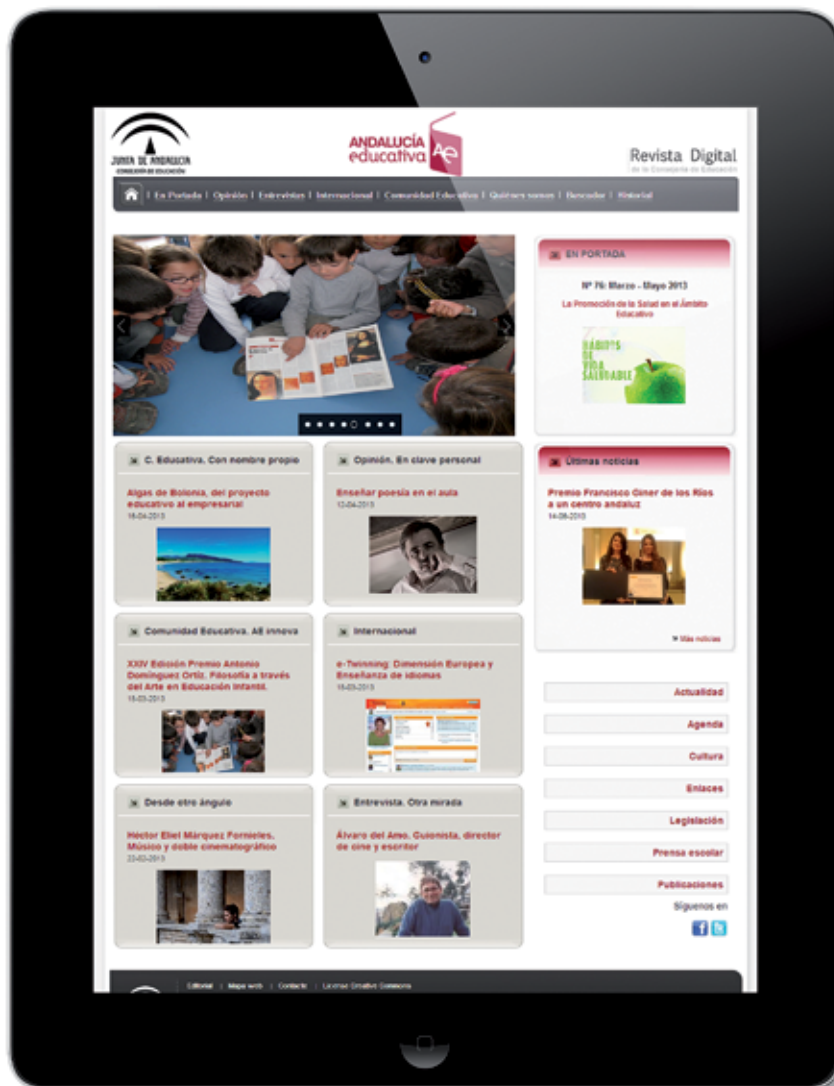 JUNTA DE ANDALUCIA
CONSEJERÍA DE EDUCACIÓN
ANDALUCÍA
educativa Ae
Revista Digital
de la Consejería de Educación
En Portada | Opinión | Entrevistas | Internacional | Comunidad Educativa | Quiénes somos | Buscador | Historial
EN PORTADA
Nº 76: Marzo - Mayo 2013
La Promoción de la Salud en el Ámbito
Educativo
HÁBITOS
DE
VIDA
SALUDABLE
C. Educativa. Con nombre propio
Algas de Bolonia, del proyecto
educativo al empresarial
16-04-2013
Opinión. En clave personal
Enseñar poesía en el aula
12-04-2013
Últimas noticias
Premio Francisco Giner de los Ríos
a un centro andaluz
14-06-2013
Más noticias
Comunidad Educativa. AE innova
XXIV Edición Premio Antonio
Domínguez Ortiz. Filosofía a través
del Arte en Educación Infantil.
15-03-2013
Internacional
e-Twinning: Dimensión Europea y
Enseñanza de idiomas
15-03-2013
Desde otro ángulo
Héctor Eliel Márquez Fornieles.
Músico y doble cinematográfico
22-02-2013
Entrevista. Otra mirada
Álvaro del Amo. Guionista, director
de cine y escritor
Actualidad
Agenda
Cultura
Enlaces
Legislación
Prensa escolar
Publicaciones
Síguenos en
Editorial | Mapa web | Contacto | License Creative Commons